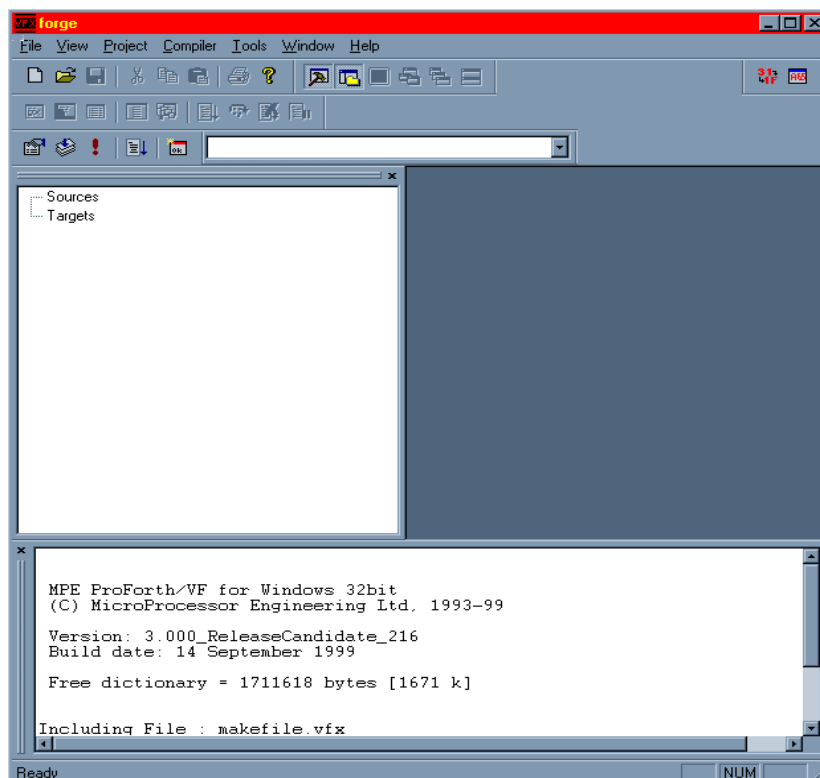 VFX forge
File View Project Compiler Tools Window Help
Sources
Targets
MPE ProForth/VF for Windows 32bit
(C) MicroProcessor Engineering Ltd, 1993-99
Version: 3.000_ReleaseCandidate_216
Build date: 14 September 1999
Free dictionary = 1711618 bytes [1671 k]
Including File : makefile.vfx
Ready NUM